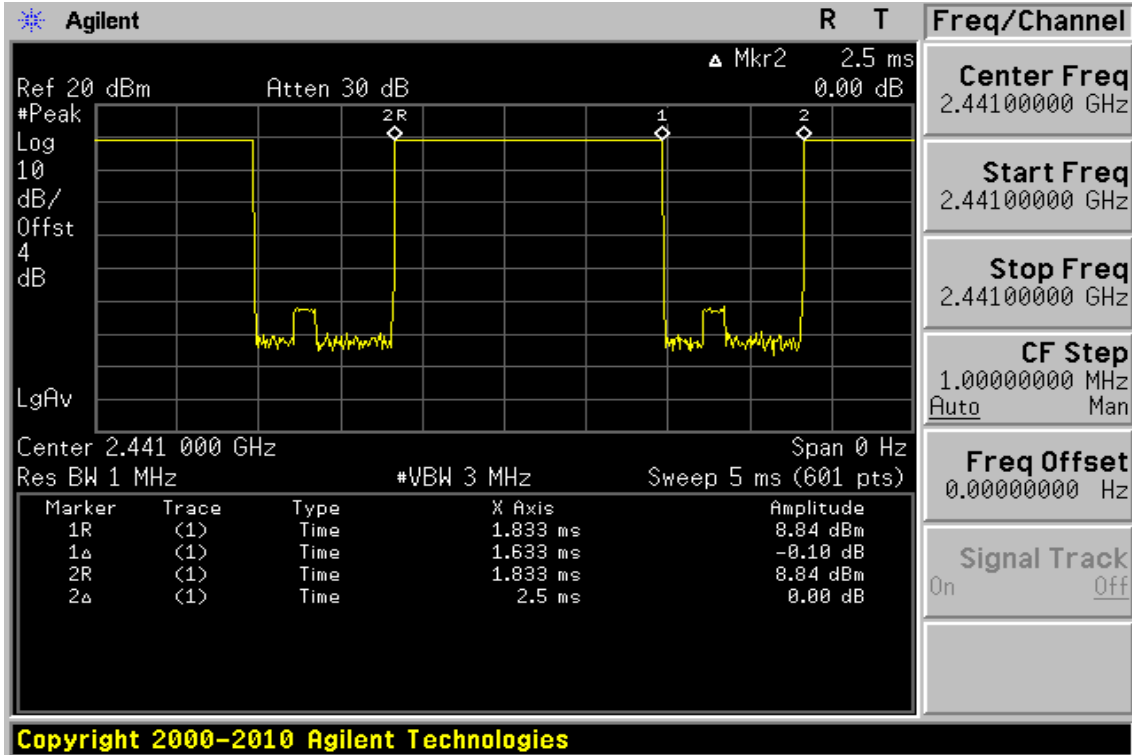 Agilent R T Freq/Channel
▵ Mkr2 2.5 ms
Ref 20 dBm Atten 30 dB 0.00 dB
#Peak
Log
10
dB/
Offst
4
dB
LgAv
2R 1 2
Center 2.441 000 GHz Span 0 Hz
Res BW 1 MHz #VBW 3 MHz Sweep 5 ms (601 pts)
Marker Trace Type X Axis Amplitude
1R (1) Time 1.833 ms 8.84 dBm
1▵ (1) Time 1.633 ms -0.10 dB
2R (1) Time 1.833 ms 8.84 dBm
2▵ (1) Time 2.5 ms 0.00 dB
Center Freq
2.44100000 GHz
Start Freq
2.44100000 GHz
Stop Freq
2.44100000 GHz
CF Step
1.00000000 MHz
Auto Man
Freq Offset
0.00000000 Hz
Signal Track
On Off
Copyright 2000-2010 Agilent Technologies